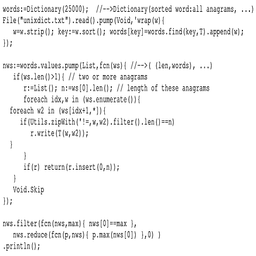 words:=Dictionary(25000);  //-->Dictionary(sorted word:all anagrams, ...)
File("unixdict.txt").read().pump(Void,'wrap(w){
   w=w.strip(); key:=w.sort(); words[key]=words.find(key,T).append(w);
});
nws:=words.values.pump(List,fcn(ws){ //-->( (len,words), ...)
   if(ws.len()>1){ // two or more anagrams
      r:=List(); n:=ws[0].len(); // length of these anagrams
      foreach idx,w in (ws.enumerate()){
   foreach w2 in (ws[idx+1,*]){
      if(Utils.zipWith('!=,w,w2).filter().len()==n)
         r.write(T(w,w2));
   }
      }
      if(r) return(r.insert(0,n));
   }
   Void.Skip
});
nws.filter(fcn(nws,max){ nws[0]==max },
   nws.reduce(fcn(p,nws){ p.max(nws[0]) },0) )
.println();